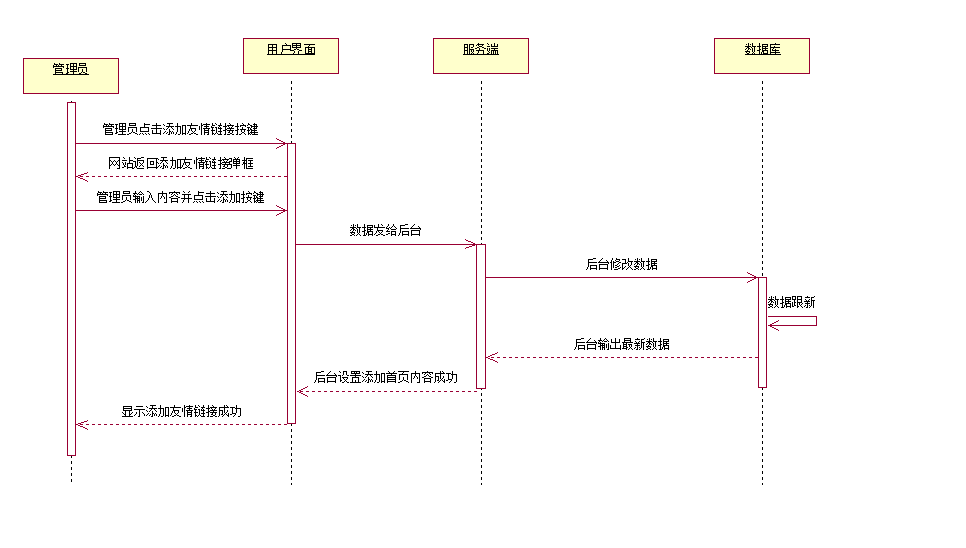 用户界面
服务端
数据库
管理员
管理员点击添加友情链接按键
网站返回添加友情链接弹框
管理员输入内容并点击添加按键
数据发给后台
后台修改数据
数据跟新
后台输出最新数据
后台设置添加首页内容成功
显示添加友情链接成功